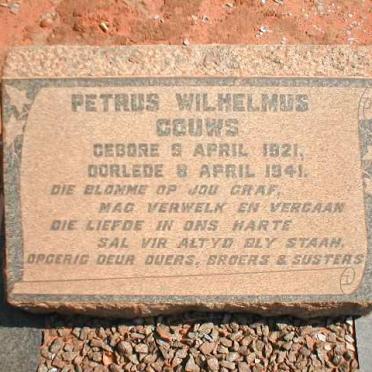 PETRUS WILHELMUS
GOUWS
GEBORE 9 APRIL 1921,
OORLEDE 8 APRIL 1941.
DIE BLOMME OP JOU GRAF,
MAG VERWELK EN VERGAAN
DIE LIEFDE IN ONS HARTE
SAL VIR ALTYD BLY STAAN.
OPGERIG DEUR OUERS, BROERS & SUSTERS